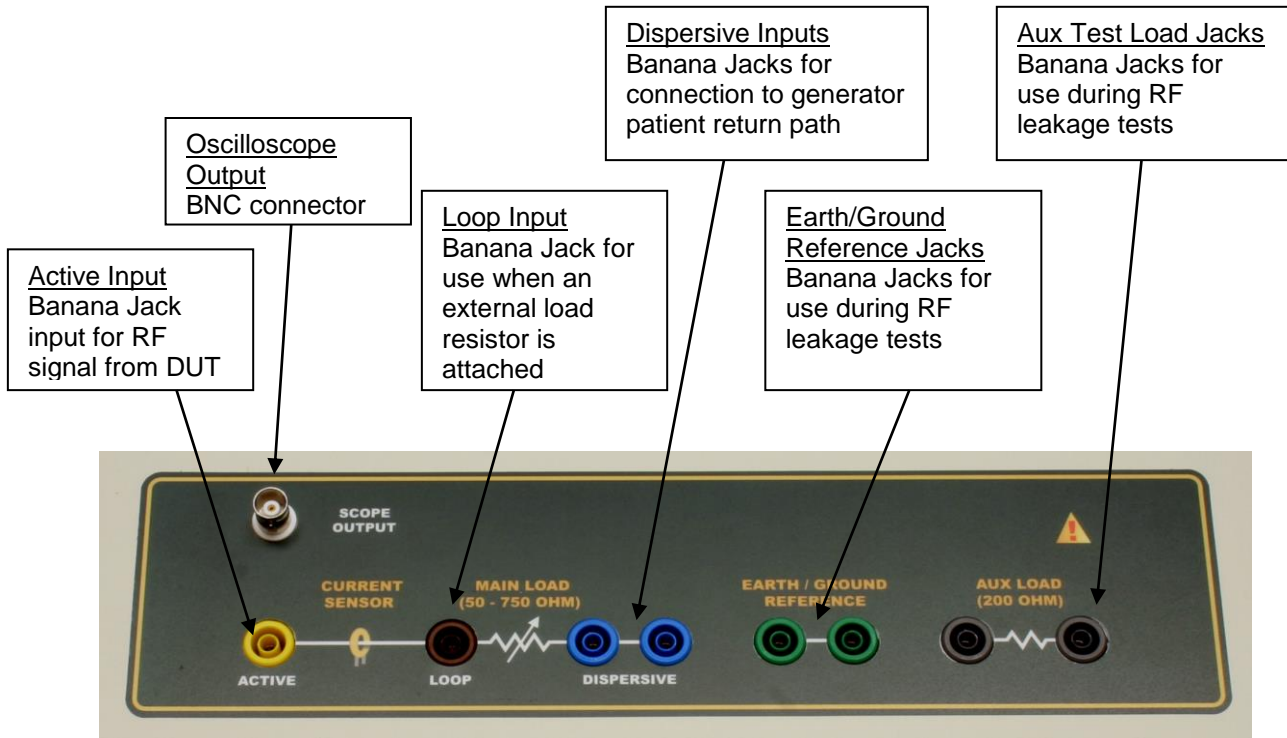 Dispersive Inputs
Banana Jacks for
connection to generator
patient return path
Aux Test Load Jacks
Banana Jacks for
use during RF
leakage tests
Oscilloscope
Output
BNC connector
Loop Input
Banana Jack for
use when an
external load
resistor is
attached
Earth/Ground
Reference Jacks
Banana Jacks for
use during RF
leakage tests
Active Input
Banana Jack
input for RF
signal from DUT
SCOPE
OUTPUT
CURRENT
SENSOR
MAIN LOAD
(50 - 750 OHM)
EARTH / GROUND
REFERENCE
AUX LOAD
(200 OHM)
ACTIVE
LOOP
DISPERSIVE